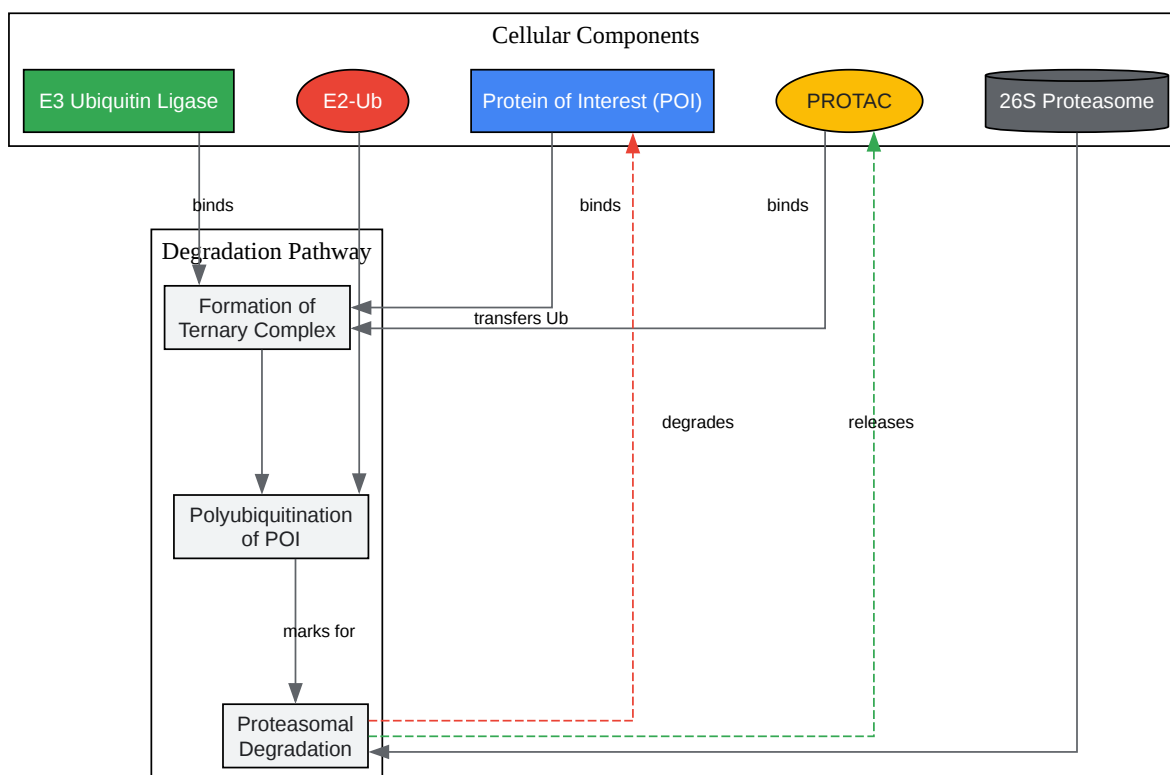 Cellular Components
E3 Ubiquitin Ligase
E2-Ub
Protein of Interest (POI)
PROTAC
26S Proteasome
binds
binds
binds
Degradation Pathway
Formation of
Ternary Complex
transfers Ub
degrades
releases
Polyubiquitination
of POI
marks for
Proteasomal
Degradation